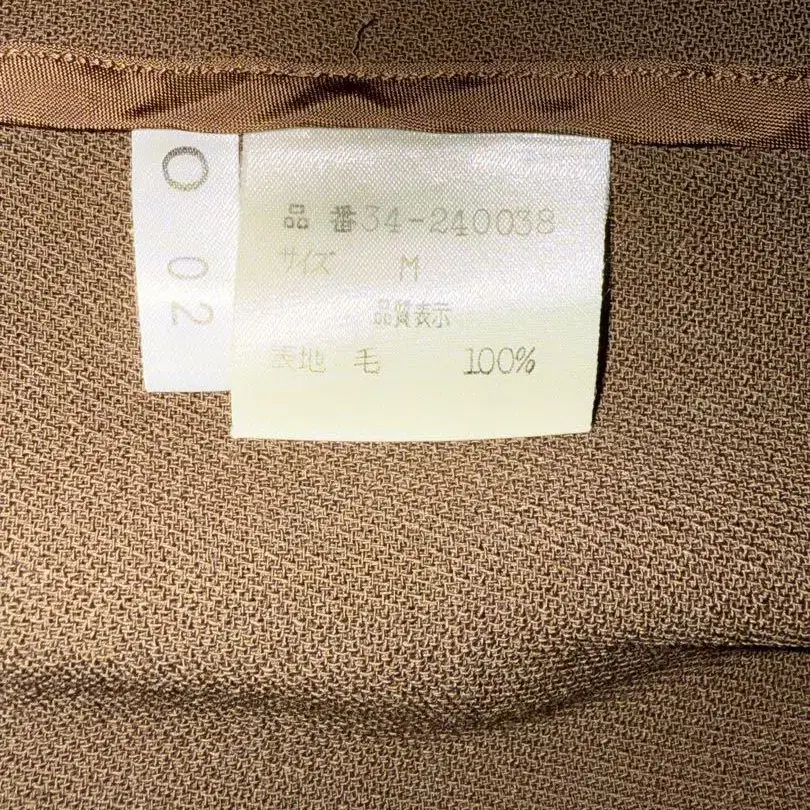 O
02
品 番34-240038
サイズ M
品質表示
表地 毛 100%